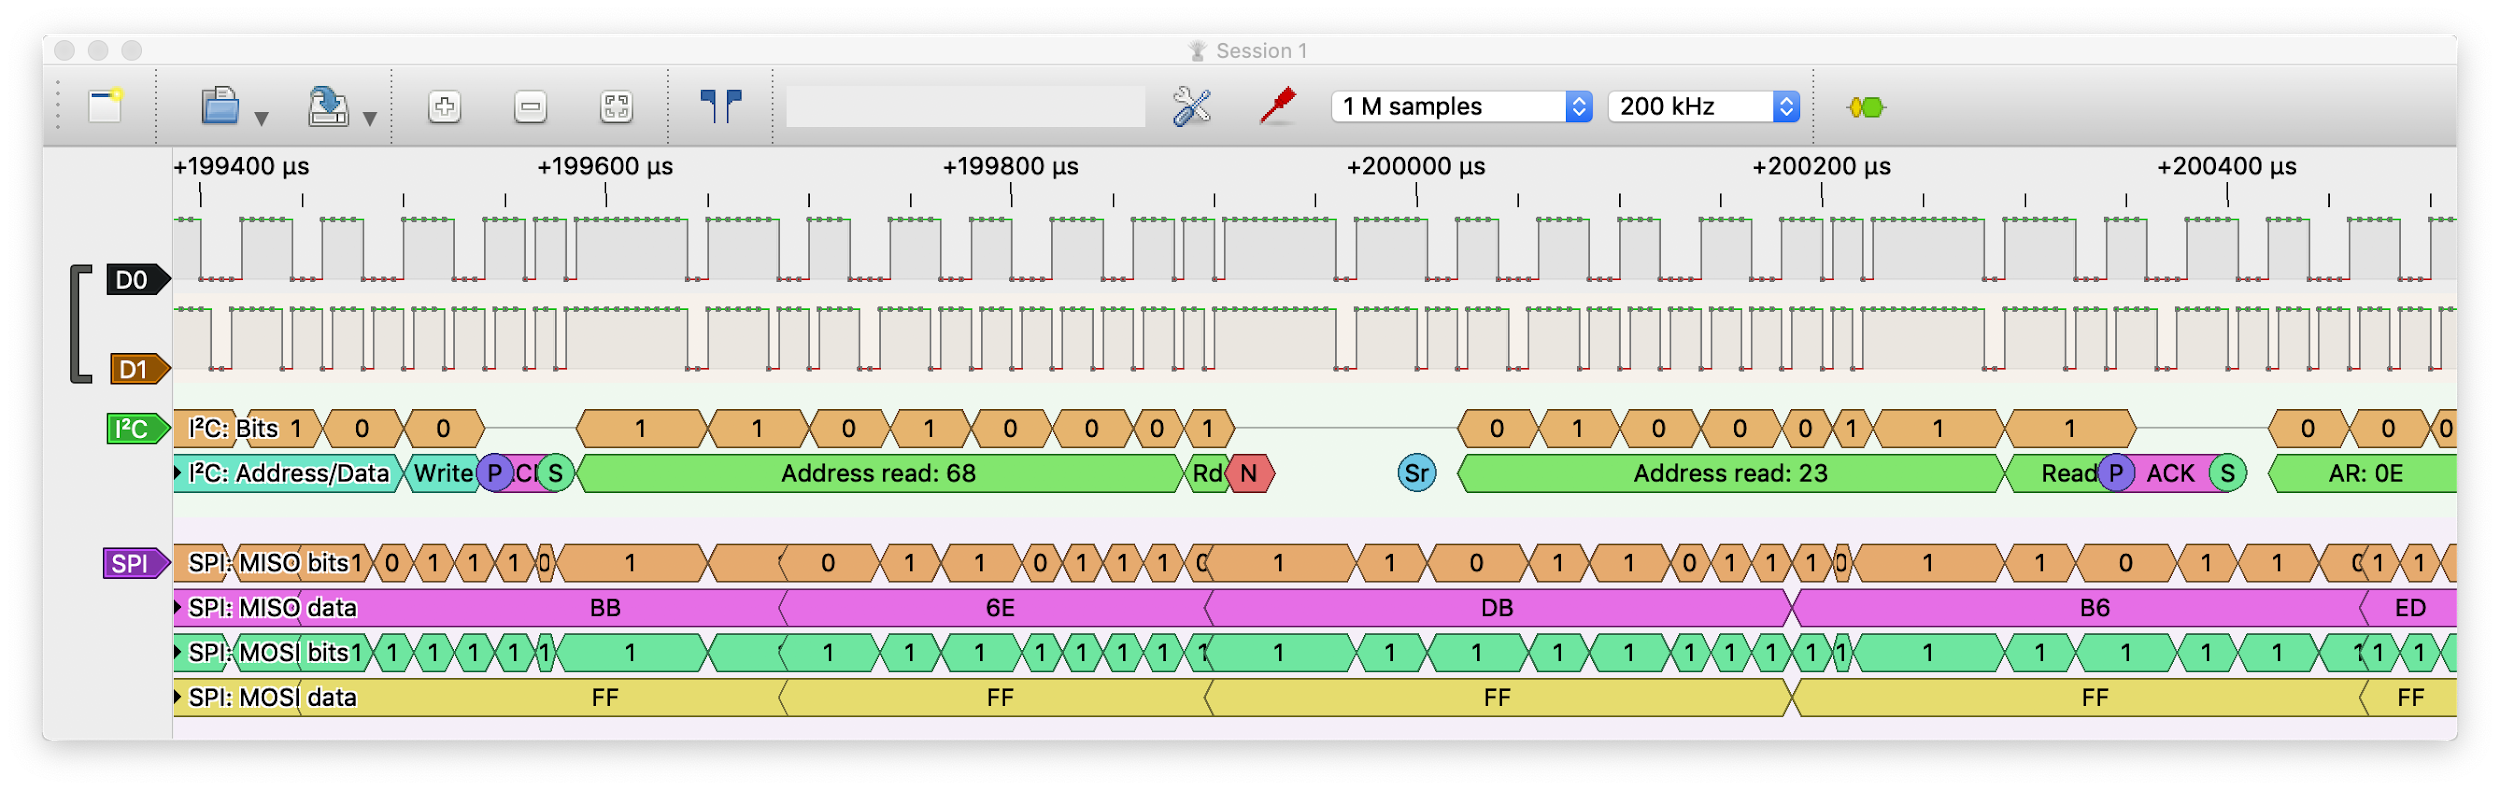 Session 1
1 M samples 200 kHz
+199400 µs +199600 µs +199800 µs +200000 µs +200200 µs +200400 µs
D0
D1
I²C I²C: Bits 1 0 0 1 1 0 1 0 0 0 1 0 1 0 0 0 1 1 1 0 0 0
I²C: Address/Data Write P S Address read: 68 Rd N Sr Address read: 23 Read P ACK S AR: 0E
SPI SPI: MISO bits 1 0 1 1 1 0 1 0 1 1 0 1 1 1 0 1 1 0 1 1 0 1 1 1 0 1 1 0 1 1 0 1 1
SPI: MISO data BB 6E DB B6 ED
SPI: MOSI bits 1 1 1 1 1 1 1 1 1 1 1 1 1 1 1 1 1 1 1 1 1 1 1 1 1 1 1 1 1 1 1 1 1
SPI: MOSI data FF FF FF FF FF